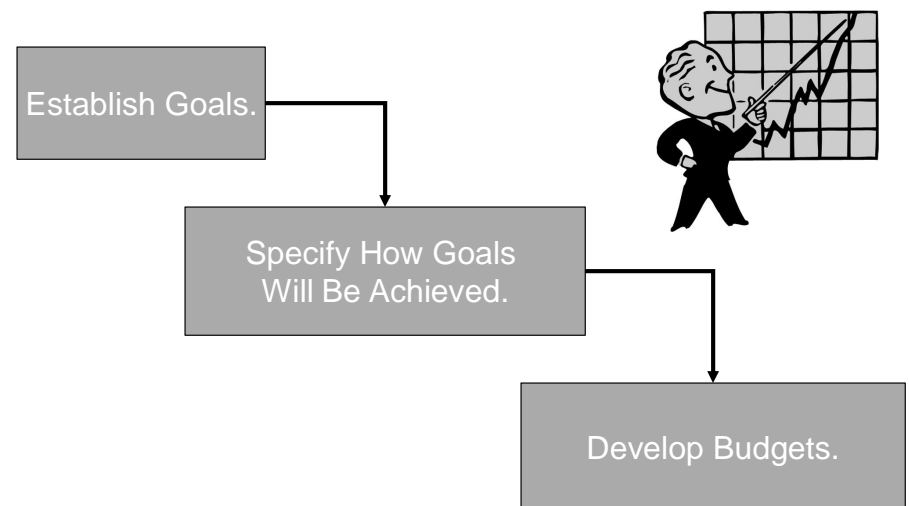 Establish Goals.
Specify How Goals
Will Be Achieved.
Develop Budgets.